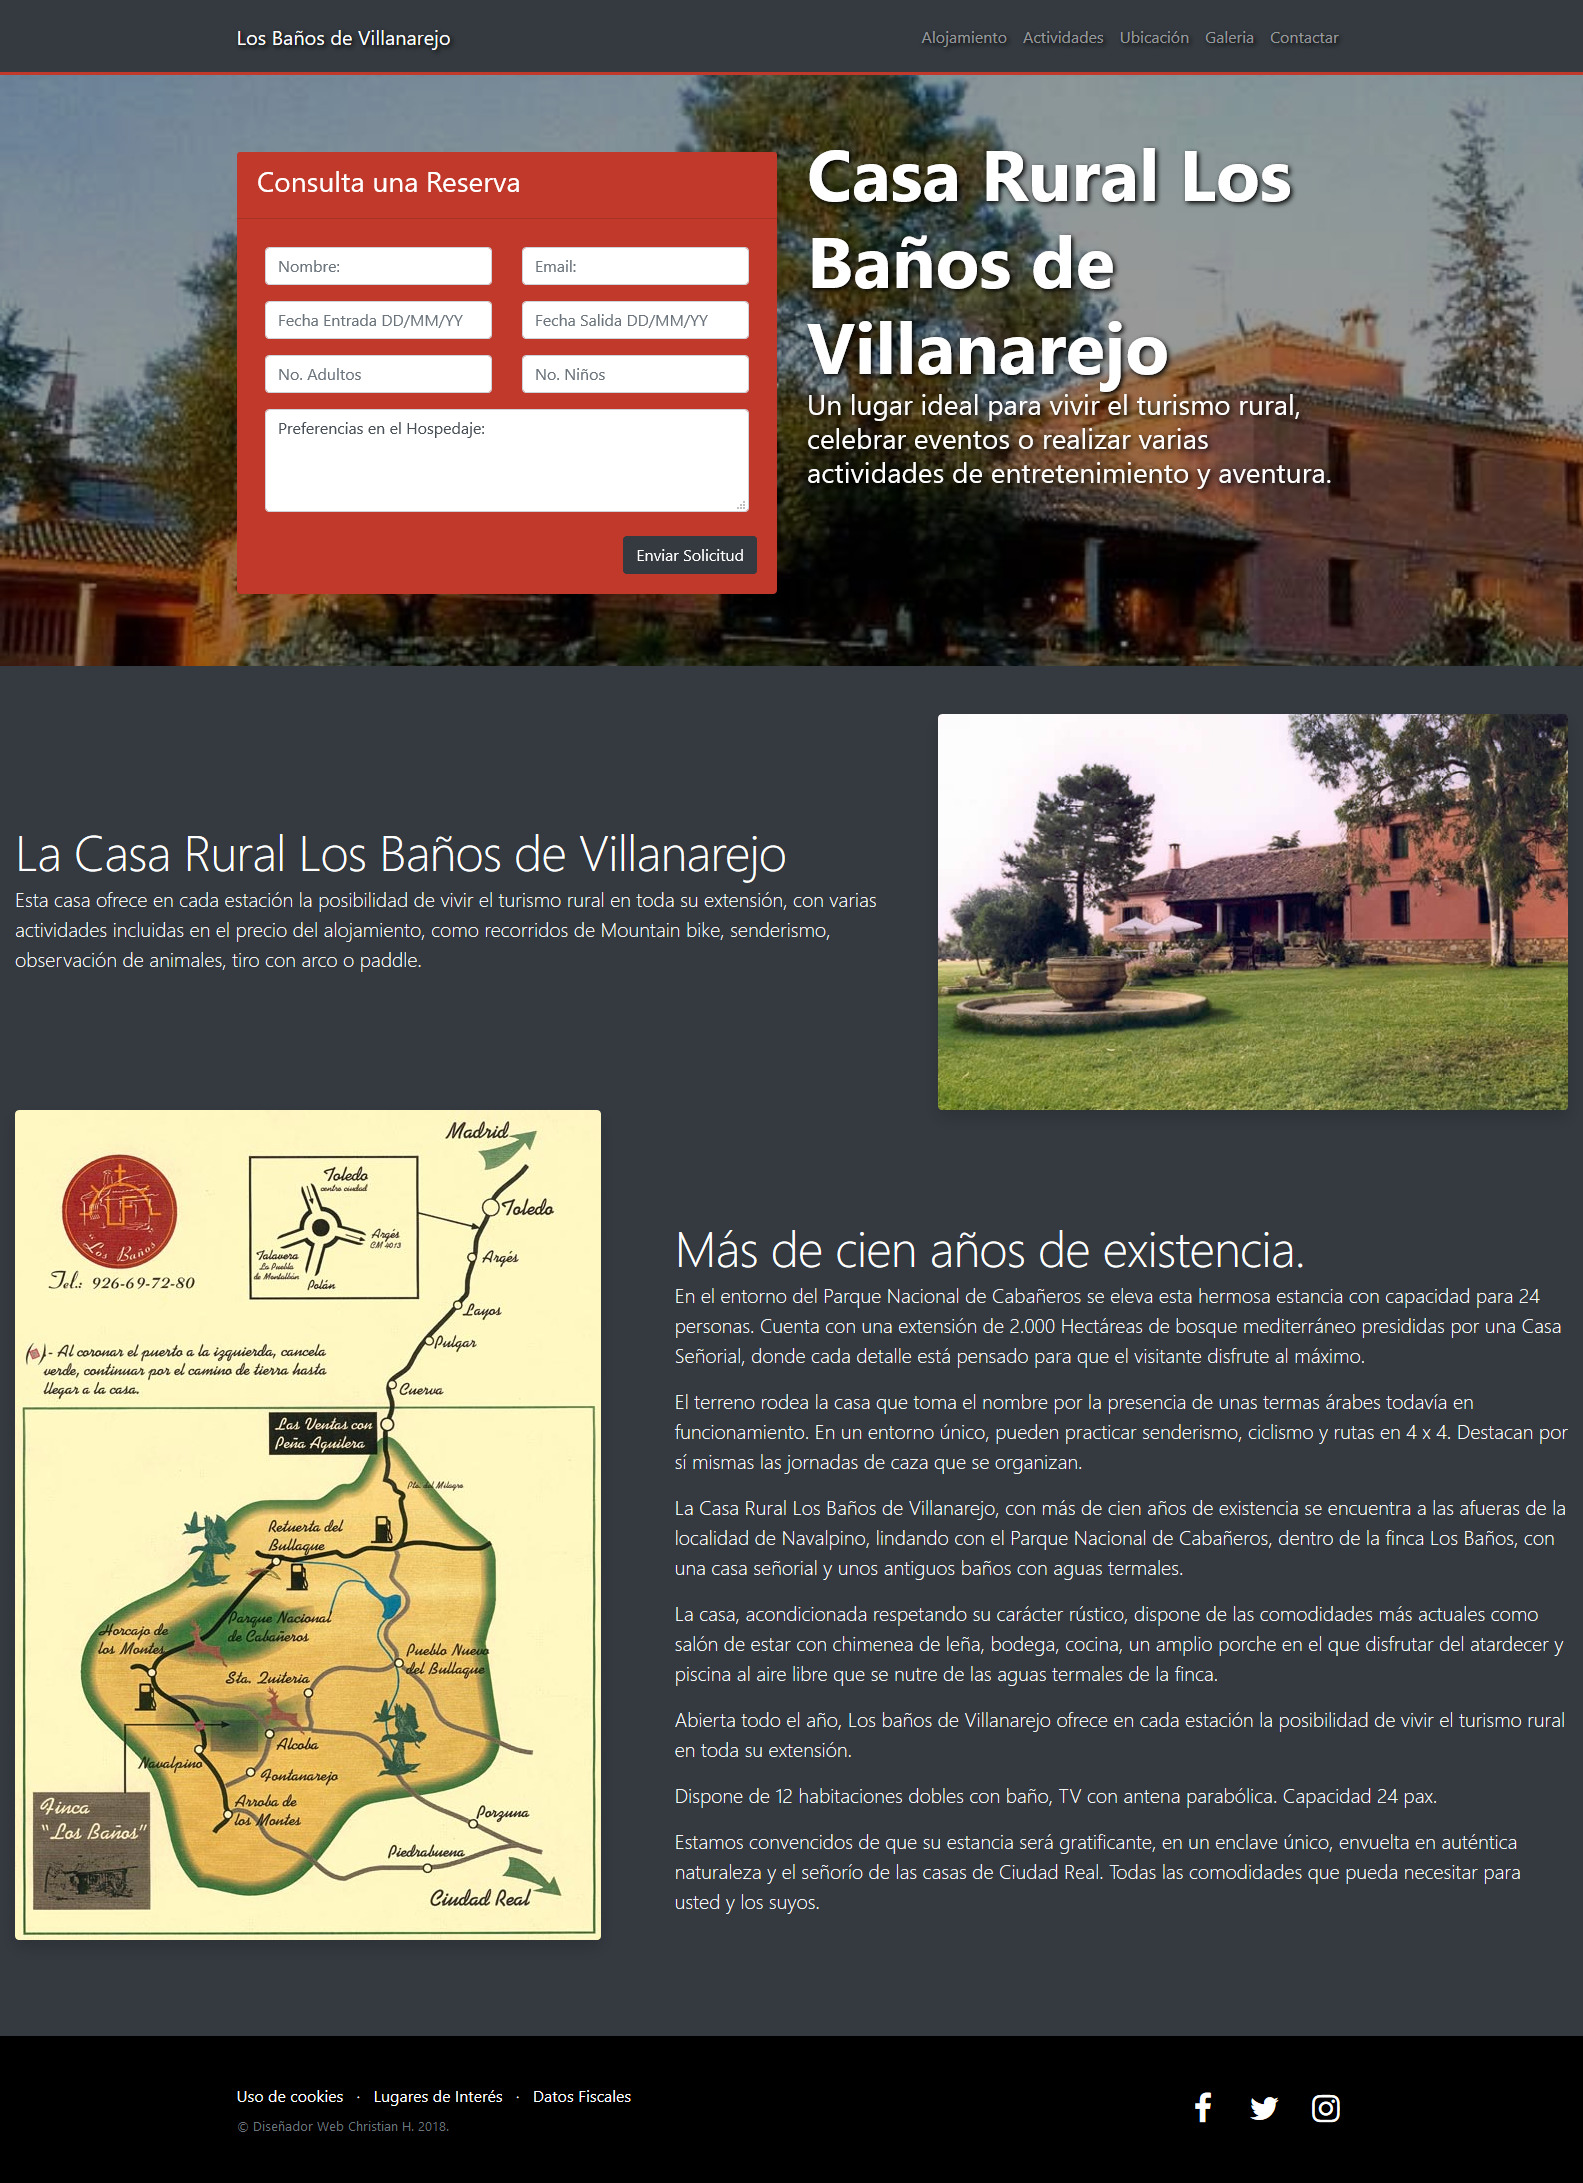 Los Baños de Villanarejo
Alojamiento Actividades Ubicación Galeria Contactar
Consulta una Reserva
Nombre:
Email:
Fecha Entrada DD/MM/YY
Fecha Salida DD/MM/YY
No. Adultos
No. Niños
Preferencias en el Hospedaje:
Enviar Solicitud
Casa Rural Los
Baños de
Villanarejo
Un lugar ideal para vivir el turismo rural,
celebrar eventos o realizar varias
actividades de entretenimiento y aventura.
La Casa Rural Los Baños de Villanarejo
Esta casa ofrece en cada estación la posibilidad de vivir el turismo rural en toda su extensión, con varias
actividades incluidas en el precio del alojamiento, como recorridos de Mountain bike, senderismo,
observación de animales, tiro con arco o paddle.
Madrid
Toledo
centro ciudad
Argés
CM 4013
Talavera
La Puebla
de Montalbán
Polán
"Los Baños"
Tel.: 926-69-72-80
Toledo
Argés
Layos
Pulgar
( )- Al coronar el puerto a la izquierda, cancela
verde, continuar por el camino de tierra hasta
llegar a la casa.
Cuerva
Las Ventas con
Peña Aguilera
Pto. del Milagro
Retuerta del
Bullaque
Parque Nacional
de Cabañeros
Horcajo de
los Montes
Pueblo Nuevo
del Bullaque
Sta. Quiteria
Alcoba
Navalpino
Fontanarejo
Arroba de
los Montes
Finca
"Los Baños"
Porzuna
Piedrabuena
Ciudad Real
Más de cien años de existencia.
En el entorno del Parque Nacional de Cabañeros se eleva esta hermosa estancia con capacidad para 24
personas. Cuenta con una extensión de 2.000 Hectáreas de bosque mediterráneo presididas por una Casa
Señorial, donde cada detalle está pensado para que el visitante disfrute al máximo.
El terreno rodea la casa que toma el nombre por la presencia de unas termas árabes todavía en
funcionamiento. En un entorno único, pueden practicar senderismo, ciclismo y rutas en 4 x 4. Destacan por
sí mismas las jornadas de caza que se organizan.
La Casa Rural Los Baños de Villanarejo, con más de cien años de existencia se encuentra a las afueras de la
localidad de Navalpino, lindando con el Parque Nacional de Cabañeros, dentro de la finca Los Baños, con
una casa señorial y unos antiguos baños con aguas termales.
La casa, acondicionada respetando su carácter rústico, dispone de las comodidades más actuales como
salón de estar con chimenea de leña, bodega, cocina, un amplio porche en el que disfrutar del atardecer y
piscina al aire libre que se nutre de las aguas termales de la finca.
Abierta todo el año, Los baños de Villanarejo ofrece en cada estación la posibilidad de vivir el turismo rural
en toda su extensión.
Dispone de 12 habitaciones dobles con baño, TV con antena parabólica. Capacidad 24 pax.
Estamos convencidos de que su estancia será gratificante, en un enclave único, envuelta en auténtica
naturaleza y el señorío de las casas de Ciudad Real. Todas las comodidades que pueda necesitar para
usted y los suyos.
Uso de cookies · Lugares de Interés · Datos Fiscales
© Diseñador Web Christian H. 2018.